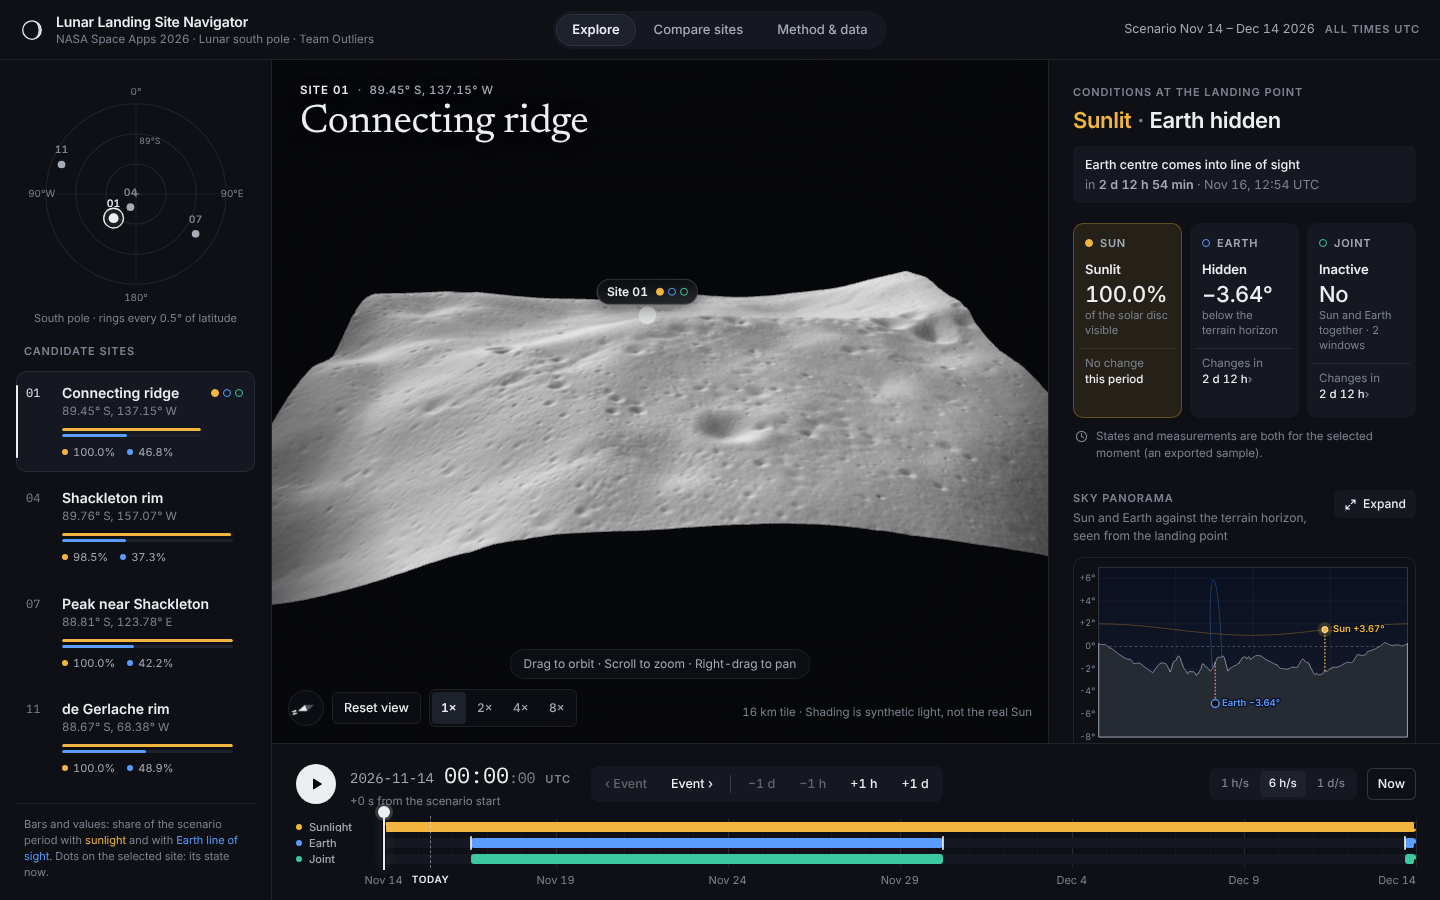 Lunar Landing Site Navigator
NASA Space Apps 2026 · Lunar south pole · Team Outliers
Explore
Compare sites
Method & data
Scenario Nov 14 – Dec 14 2026 ALL TIMES UTC
0°
89°S
11
90°W
04
01
90°E
07
180°
South pole · rings every 0.5° of latitude
CANDIDATE SITES
01 Connecting ridge
89.45° S, 137.15° W
100.0% 46.8%
04 Shackleton rim
89.76° S, 157.07° W
98.5% 37.3%
07 Peak near Shackleton
88.81° S, 123.78° E
100.0% 42.2%
11 de Gerlache rim
88.67° S, 68.38° W
100.0% 48.9%
Bars and values: share of the scenario
period with sunlight and with Earth line of
sight. Dots on the selected site: its state
now.
SITE 01 · 89.45° S, 137.15° W
Connecting ridge
Site 01
Drag to orbit · Scroll to zoom · Right-drag to pan
Reset view
1× 2× 4× 8×
16 km tile · Shading is synthetic light, not the real Sun
CONDITIONS AT THE LANDING POINT
Sunlit · Earth hidden
Earth centre comes into line of sight
in 2 d 12 h 54 min · Nov 16, 12:54 UTC
SUN
Sunlit
100.0%
of the solar disc
visible
No change
this period
EARTH
Hidden
−3.64°
below the
terrain horizon
Changes in
2 d 12 h›
JOINT
Inactive
No
Sun and Earth
together · 2
windows
Changes in
2 d 12 h›
States and measurements are both for the selected
moment (an exported sample).
SKY PANORAMA
Expand
Sun and Earth against the terrain horizon,
seen from the landing point
+6°
+4°
+2°
0°
-2°
-4°
-6°
-8°
Sun +3.67°
Earth −3.64°
2026-11-14 00:00:00 UTC
+0 s from the scenario start
‹ Event Event › −1 d −1 h +1 h +1 d
1 h/s 6 h/s 1 d/s
Now
Sunlight
Earth
Joint
Nov 14 TODAY Nov 19 Nov 24 Nov 29 Dec 4 Dec 9 Dec 14